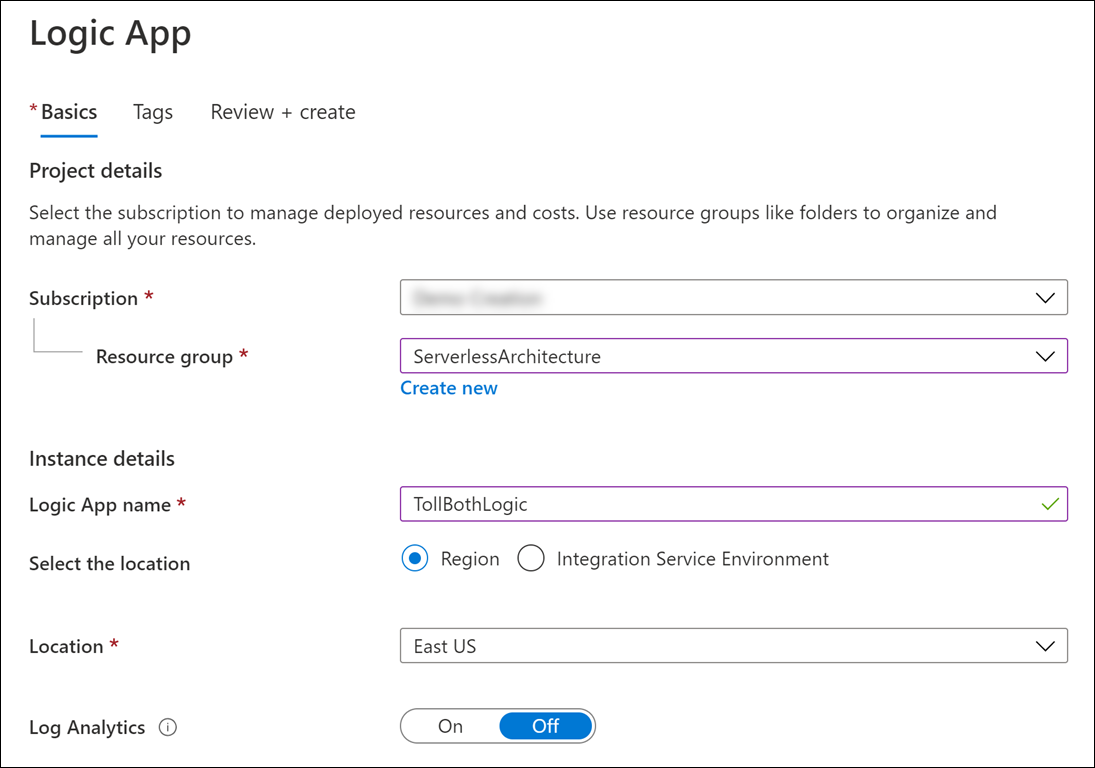 Logic App
* Basics Tags Review + create
Project details
Select the subscription to manage deployed resources and costs. Use resource groups like folders to organize and
manage all your resources.
Subscription *
Resource group * ServerlessArchitecture
Create new
Instance details
Logic App name * TollBothLogic
Select the location Region Integration Service Environment
Location * East US
Log Analytics On Off